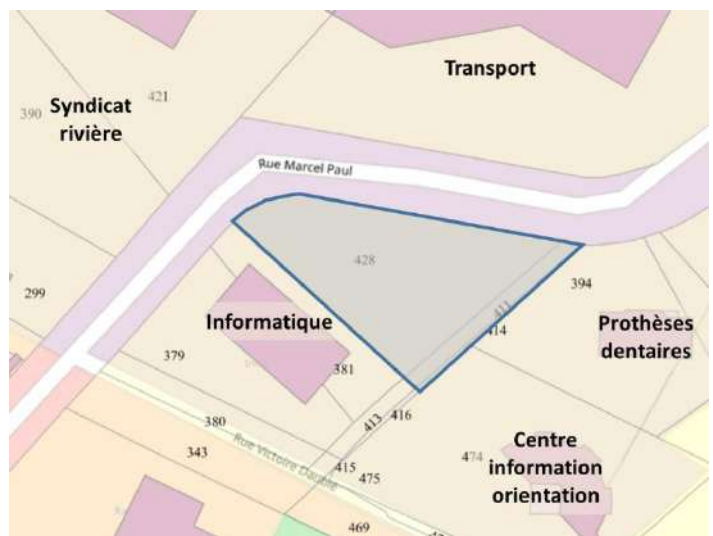 Transport
421
Syndicat
rivière
390
Rue Marcel Paul
428
394
299
411
Informatique
414
Prothèses
dentaires
379
381
413
416
380
Centre
information
orientation
474
343
Rue Victoire Daubié
415
475
469